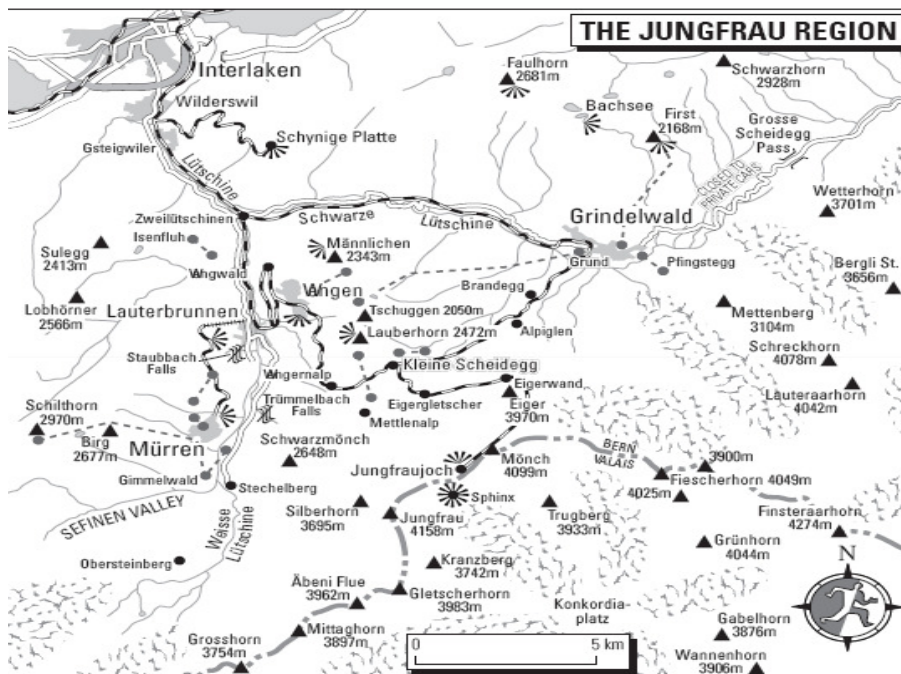 THE JUNGFRAU REGION
Interlaken
Wilderswil
Schynige Platte
Gsteigwiler
Lütschine
Faulhorn
2681m
Bachsee
First
2168m
Schwarzhorn
2928m
Grosse
Scheidegg
Pass
CLOSED TO
PRIVATE CARS
Wetterhorn
3701m
Zweilütschinen
Schwarze
Lütschine
Grindelwald
Isenfluh
Sulegg
2413m
Männlichen
2343m
Grund
Pfingstegg
Bergli St.
3656m
Wngwald
Wngen
Brandegg
Lobhörner
2566m
Lauterbrunnen
Tschuggen 2050m
Mettenberg
3104m
Lauberhorn 2472m
Alpiglen
Schreckhorn
4078m
Staubbach
Falls
Wngernalp
Kleine Scheidegg
Lauteraarhorn
4042m
Eigerwand
Eigergletscher
Eiger
3970m
Trümmelbach
Falls
Mettlenalp
Schilthorn
2970m
Birg
2677m
Mürren
Schwarzmönch
2648m
Mönch
4099m
BERN
VALAIS
3900m
Jungfraujoch
Fiescherhorn 4049m
4025m
Gimmelwald
Stechelberg
Sphinx
SEFINEN VALLEY
Silberhorn
3695m
Jungfrau
4158m
Trugberg
3933m
Finsteraarhorn
4274m
Weisse
Lütschine
Grünhorn
4044m
N
Obersteinberg
Kranzberg
3742m
Äbeni Flue
3962m
Gletscherhorn
3983m
Konkordia-
platz
Gabelhorn
3876m
Mittaghorn
3897m
Grosshorn
3754m
0 5 km
Wannenhorn
3906m